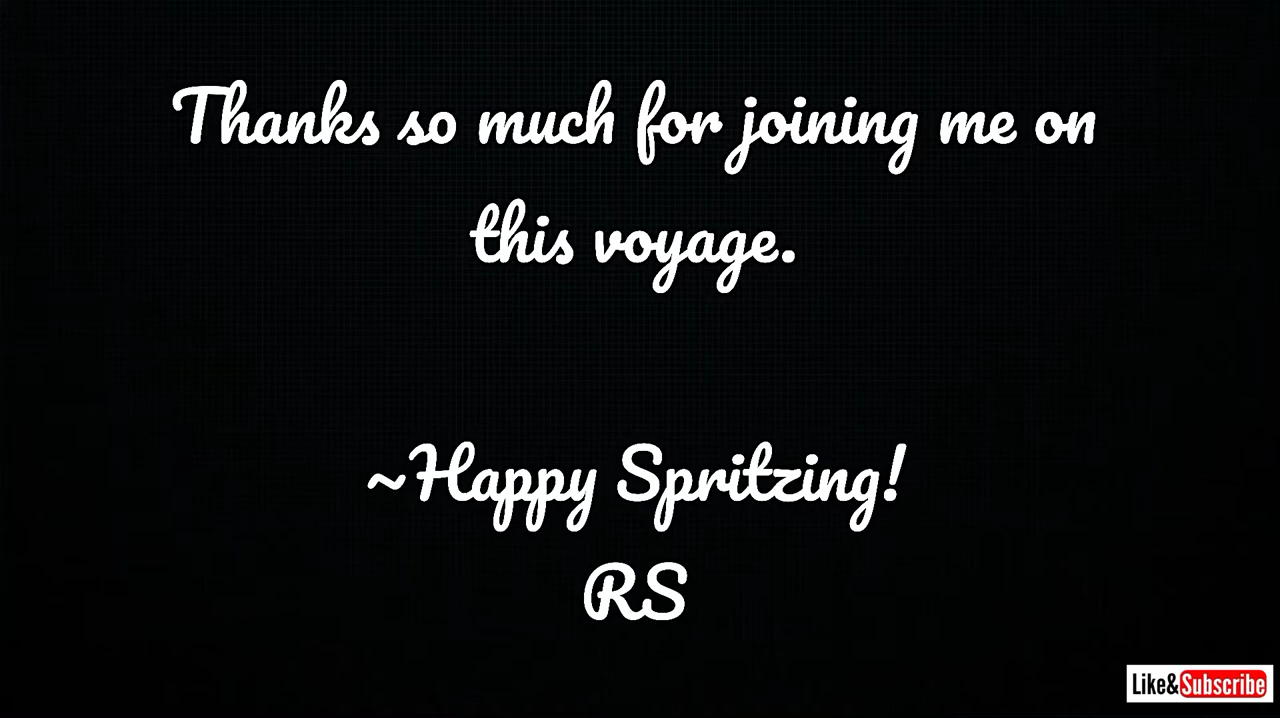 Thanks so much for joining me on
this voyage.
~Happy Spritzing!
RS
Like&Subscribe